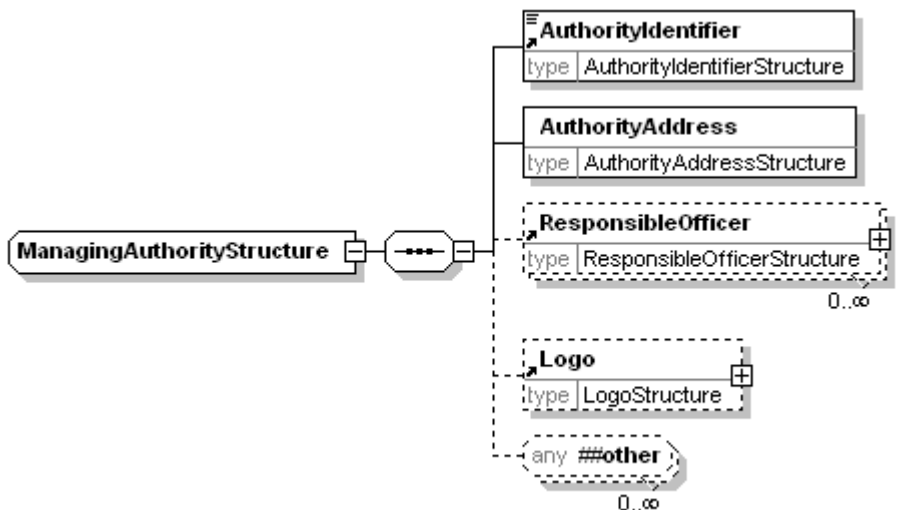 AuthorityIdentifier
type AuthorityIdentifierStructure
AuthorityAddress
type AuthorityAddressStructure
ManagingAuthorityStructure
ResponsibleOfficer
type ResponsibleOfficerStructure
0..∞
Logo
type LogoStructure
any ##other
0..∞